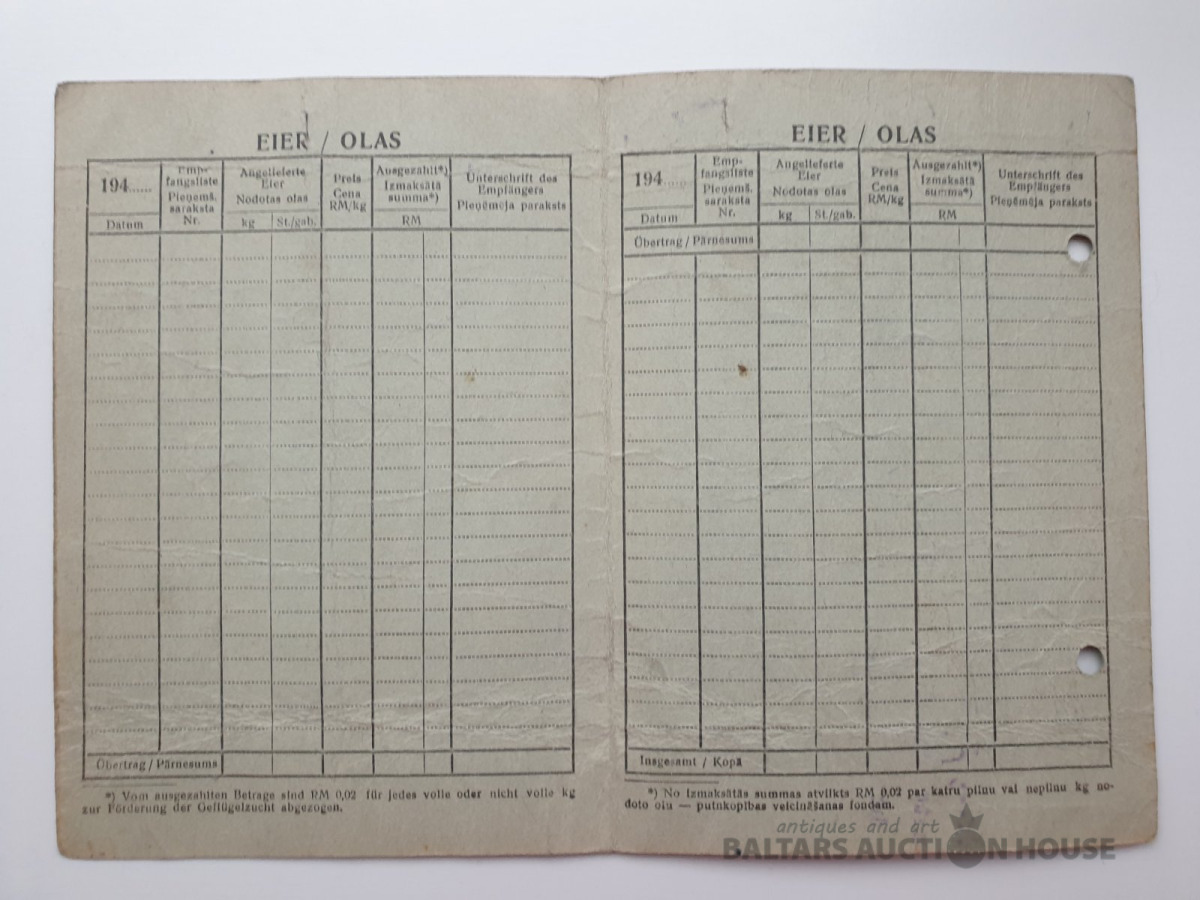 EIER / OLAS
194......
Datum
Emp-
fangsliste
Pieņemš.
saraksta
Nr.
Angelieferte
Eier
Nodotas olas
kg St./gab.
Preis
Cena
RM/kg
Ausgezahlt*)
Izmaksātā
summa*)
RM
Unterschrift des
Empfängers
Pieņēmēja paraksts
Übertrag / Pārnesums
*) Vom ausgezahlten Betrage sind RM 0,02 für jedes volle oder nicht volle kg
zur Förderung der Geflügelzucht abgezogen.
EIER / OLAS
194......
Datum
Emp-
fangsliste
Pieņemš.
saraksta
Nr.
Angelieferte
Eier
Nodotas olas
kg St./gab.
Preis
Cena
RM/kg
Ausgezahlt*)
Izmaksātā
summa*)
RM
Unterschrift des
Empfängers
Pieņēmēja paraksts
Übertrag / Pārnesums
Insgesamt / Kopā
*) No izmaksātās summas atvilkts RM 0,02 par katru pilnu vai nepilnu kg no-
doto olu — putnkopības veicināšanas fondam.
antiques and art
BALTARS AUCTION HOUSE